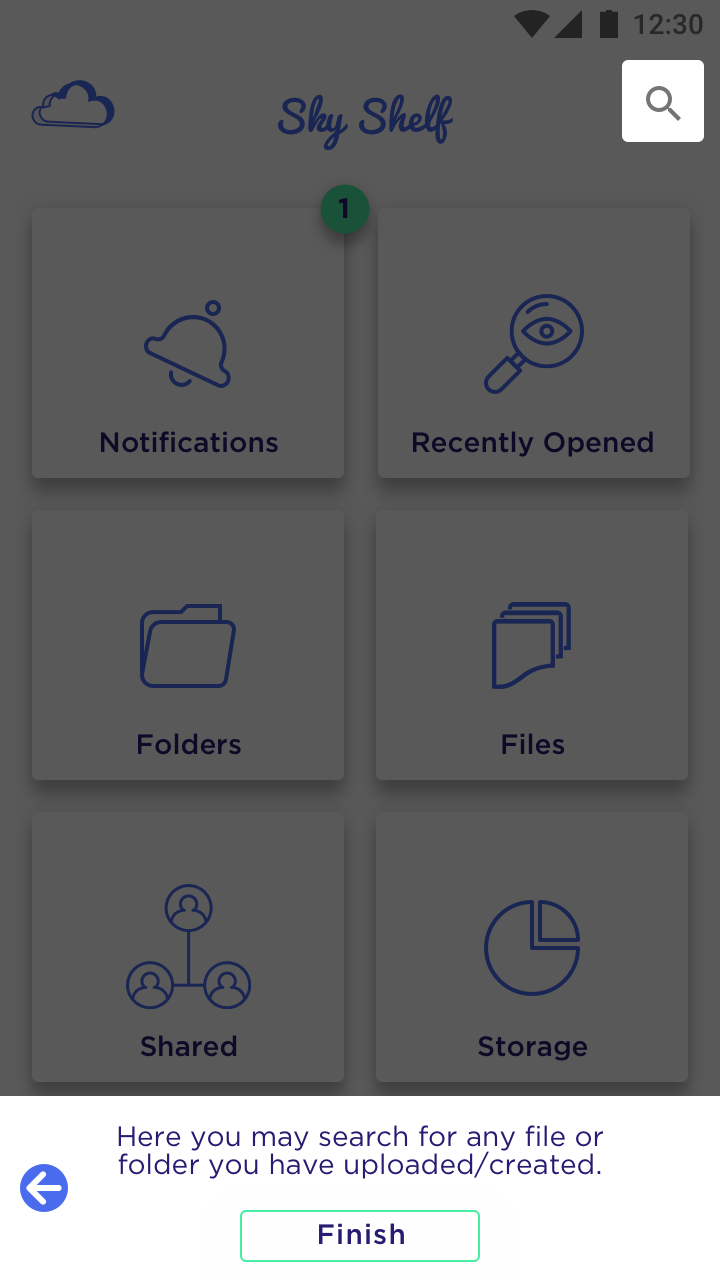 12:30
Sky Shelf
1
Notifications
Recently Opened
Folders
Files
Shared
Storage
Here you may search for any file or
folder you have uploaded/created.
Finish